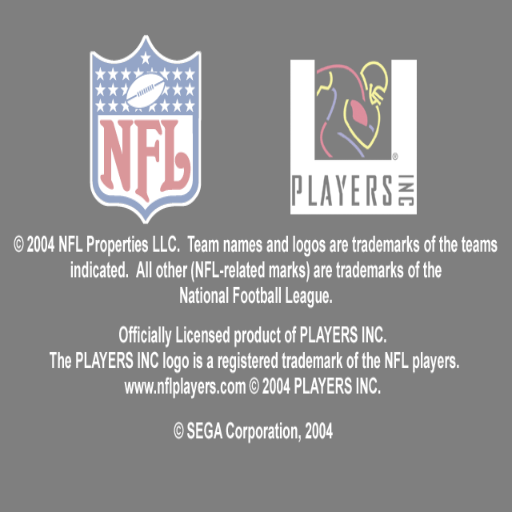 NFL
PLAYERS INC
®
© 2004 NFL Properties LLC.  Team names and logos are trademarks of the teams
indicated.  All other (NFL-related marks) are trademarks of the
National Football League.
Officially Licensed product of PLAYERS INC.
The PLAYERS INC logo is a registered trademark of the NFL players.
www.nflplayers.com © 2004 PLAYERS INC.
© SEGA Corporation, 2004